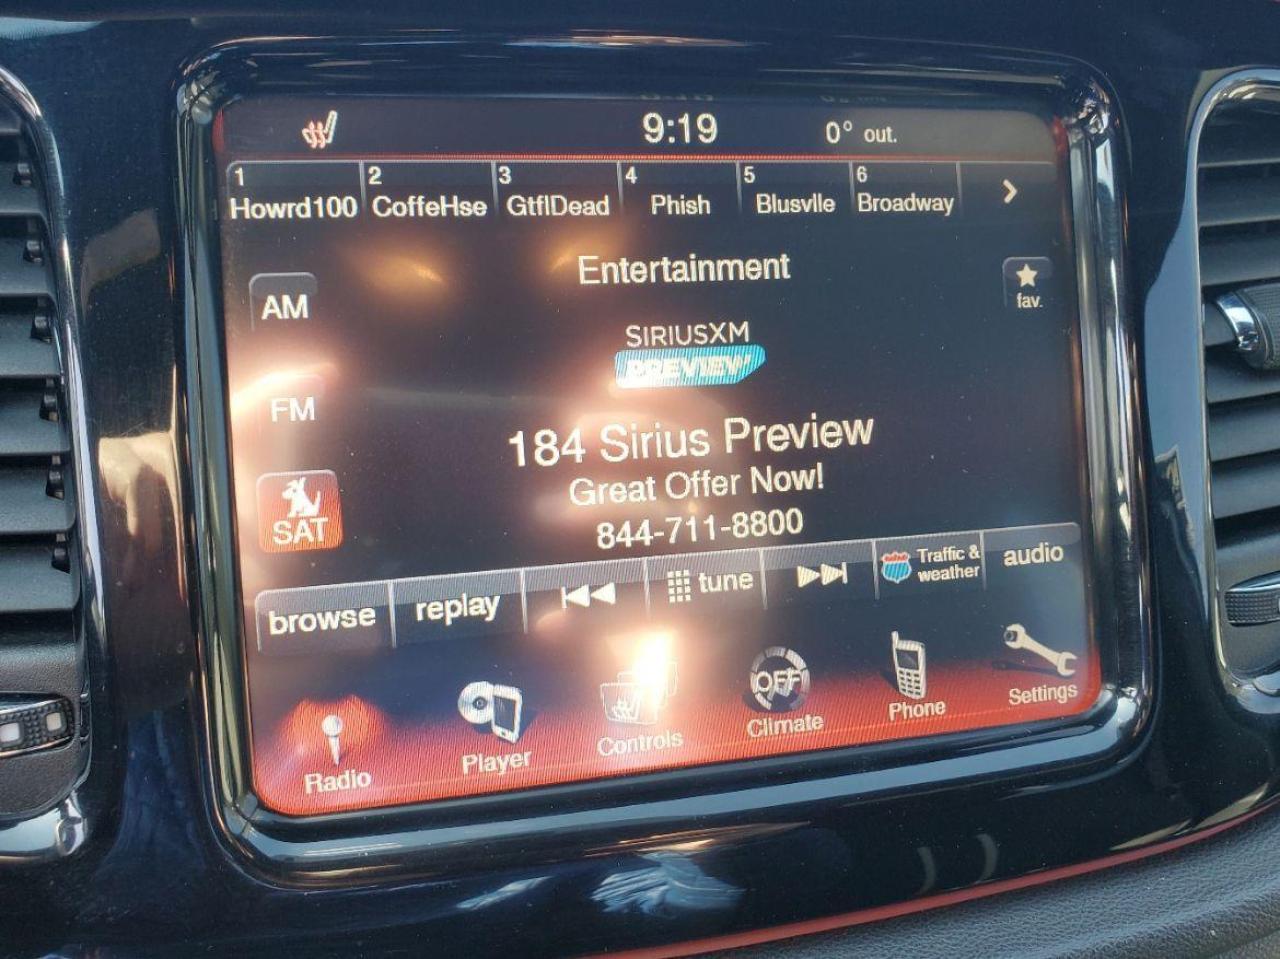 9:19 0° out.
1 2 3 4 5 6
Howrd100 CoffeHse GtflDead Phish Blusvlle Broadway
Entertainment
AM
fav.
SIRIUSXM
PREVIEW
FM
184 Sirius Preview
Great Offer Now!
SAT
844-711-8800
browse replay tune Traffic & weather audio
OFF
Radio Player Controls Climate Phone Settings